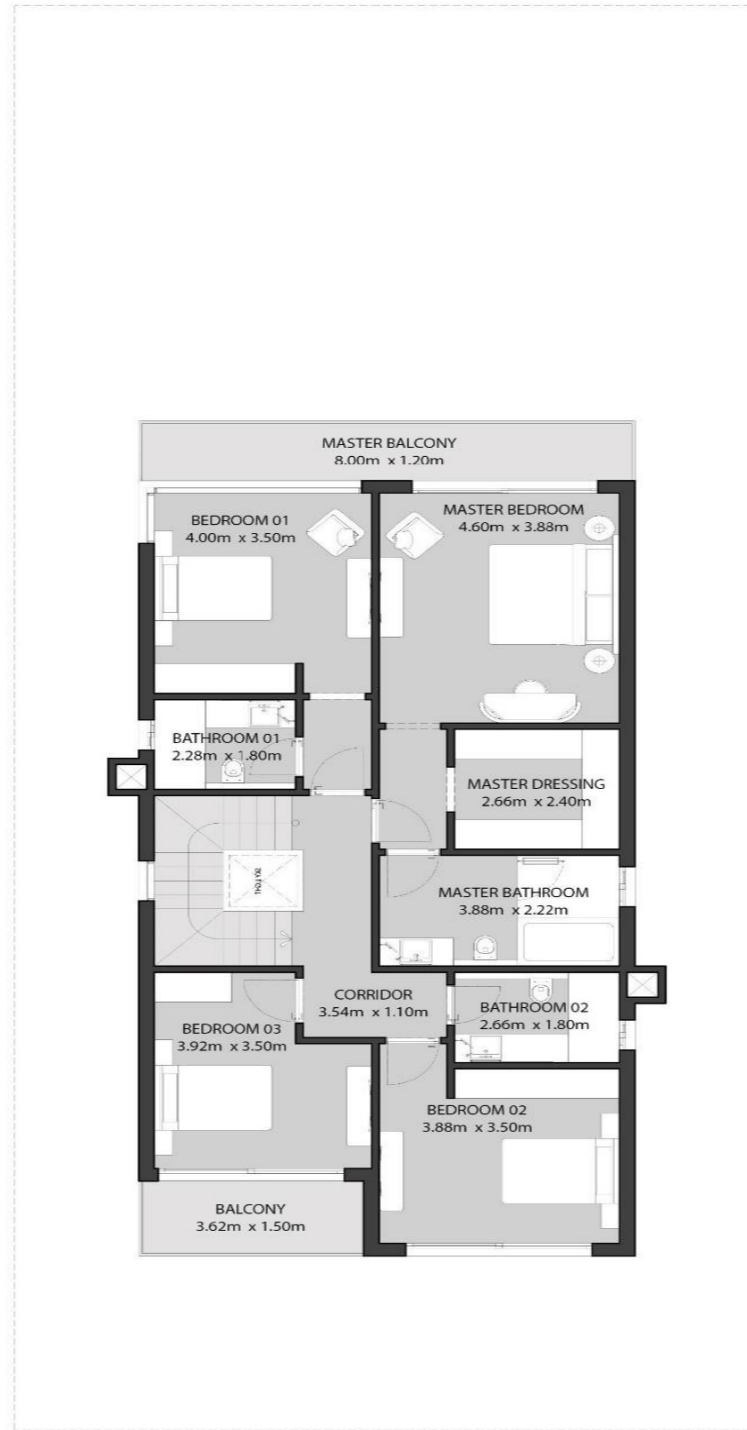 MASTER BALCONY
8.00m x 1.20m
BEDROOM 01
4.00m x 3.50m
MASTER BEDROOM
4.60m x 3.88m
BATHROOM 01
2.28m x 1.80m
MASTER DRESSING
2.66m x 2.40m
SKY LIGHT
MASTER BATHROOM
3.88m x 2.22m
CORRIDOR
3.54m x 1.10m
BATHROOM 02
2.66m x 1.80m
BEDROOM 03
3.92m x 3.50m
BEDROOM 02
3.88m x 3.50m
BALCONY
3.62m x 1.50m